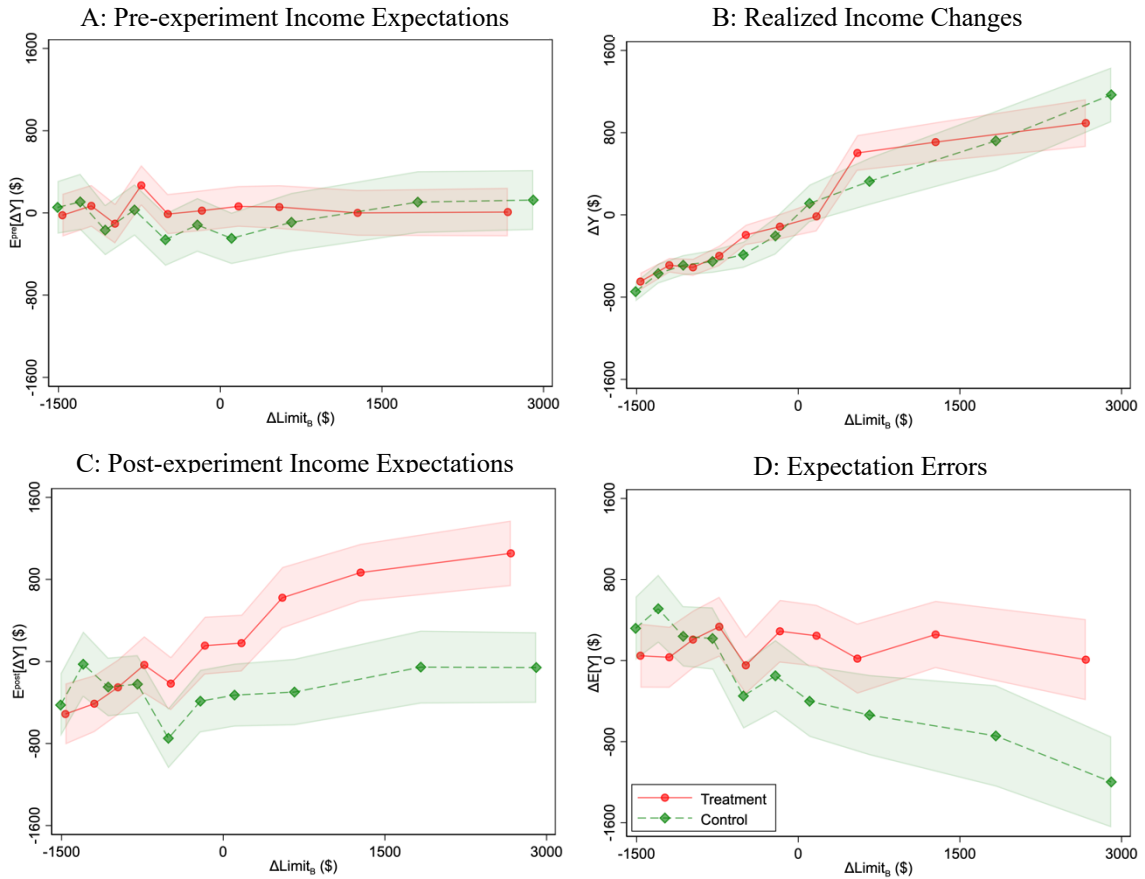 A: Pre-experiment Income Expectations
1600
800
0
-800
-1600
Eᵖʳᵉ[ΔY] ($)
-1500 0 1500 3000
ΔLimit_B ($)
B: Realized Income Changes
1600
800
0
-800
-1600
ΔY ($)
-1500 0 1500 3000
ΔLimit_B ($)
C: Post-experiment Income Expectations
1600
800
0
-800
-1600
Eᵖᵒˢᵗ[ΔY] ($)
-1500 0 1500 3000
ΔLimit_B ($)
D: Expectation Errors
1600
800
0
-800
-1600
ΔE[Y] ($)
Treatment
Control
-1500 0 1500 3000
ΔLimit_B ($)